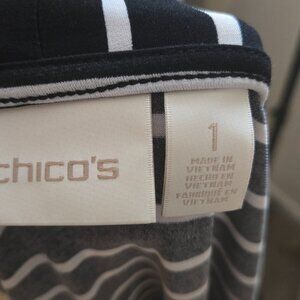 chico's
1
MADE IN
VIETNAM
HECHO EN
VIETNAM
FABRIQUÉ EN
VIETNAM